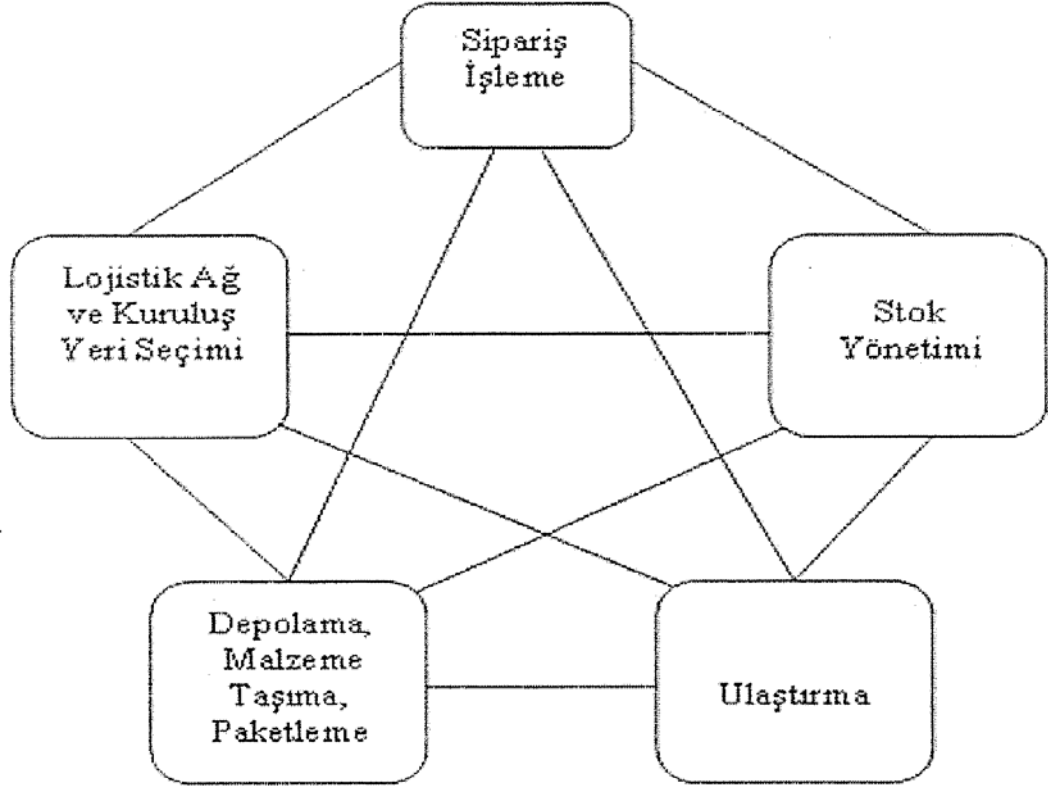 Sipariş
İşleme
Lojistik Ağ
ve Kuruluş
Yeri Seçimi
Stok
Yönetimi
Depolama,
Malzeme
Taşıma,
Paketleme
Ulaştırma